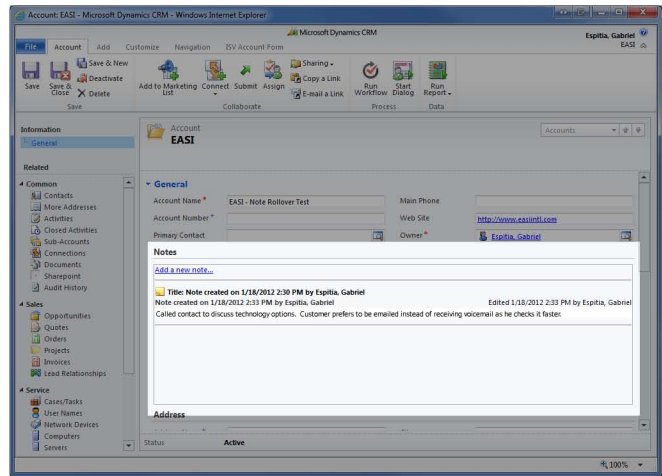 Account: EASI - Microsoft Dynamics CRM - Windows Internet Explorer
Microsoft Dynamics CRM
Espitia, Gabriel
EASI
File Account Add Customize Navigation ISV Account Form
Save
Save & Close
Save & New
Deactivate
Delete
Add to Marketing List
Connect
Submit
Assign
Sharing
Copy a Link
E-mail a Link
Run Workflow
Start Dialog
Run Report
Save Collaborate Process Data
Information
General
Related
Common
Contacts
More Addresses
Activities
Closed Activities
Sub-Accounts
Connections
Documents
Sharepoint
Audit History
Sales
Opportunities
Quotes
Orders
Projects
Invoices
Lead Relationships
Service
Cases/Tasks
User Names
Network Devices
Computers
Servers
Account
EASI
Accounts
General
Account Name * EASI - Note Rollover Test Main Phone
Account Number * Web Site http://www.easiintl.com
Primary Contact Owner * Espitia, Gabriel
Notes
Add a new note...
Title: Note created on 1/18/2012 2:30 PM by Espitia, Gabriel
Note created on 1/18/2012 2:33 PM by Espitia, Gabriel Edited 1/18/2012 2:33 PM by Espitia, Gabriel
Called contact to discuss technology options. Customer prefers to be emailed instead of receiving voicemail as he checks it faster.
Address
Status Active
100%